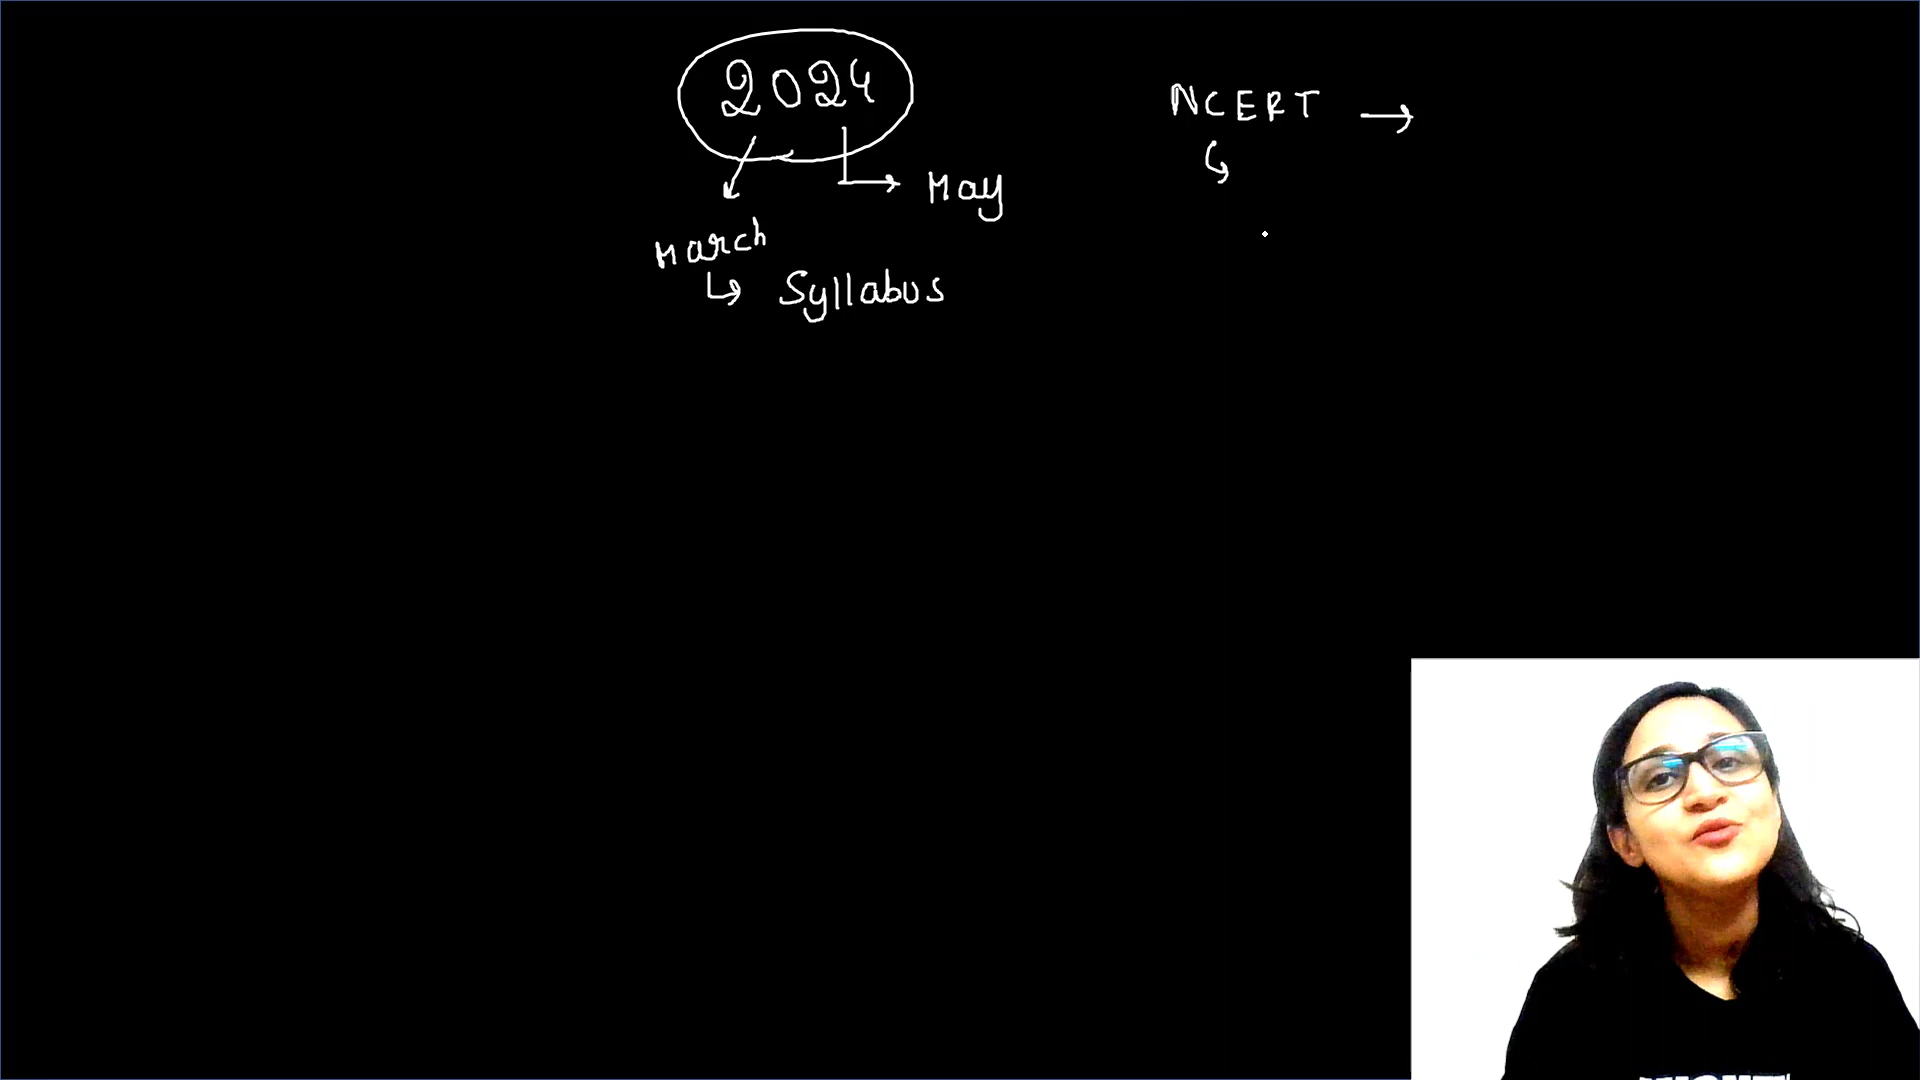 2024
NCERT →
May
March
↳ Syllabus